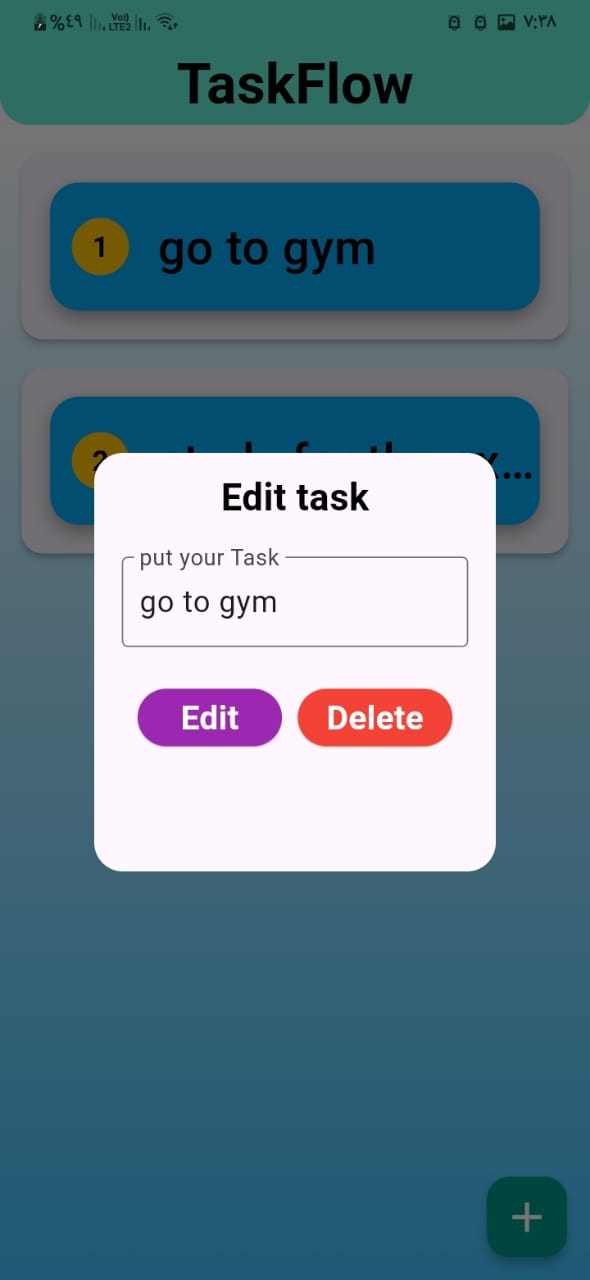 %٤٩ Vo)) LTE2 ٧:٣٨
TaskFlow
1 go to gym
2
Edit task
put your Task
go to gym
Edit Delete
+